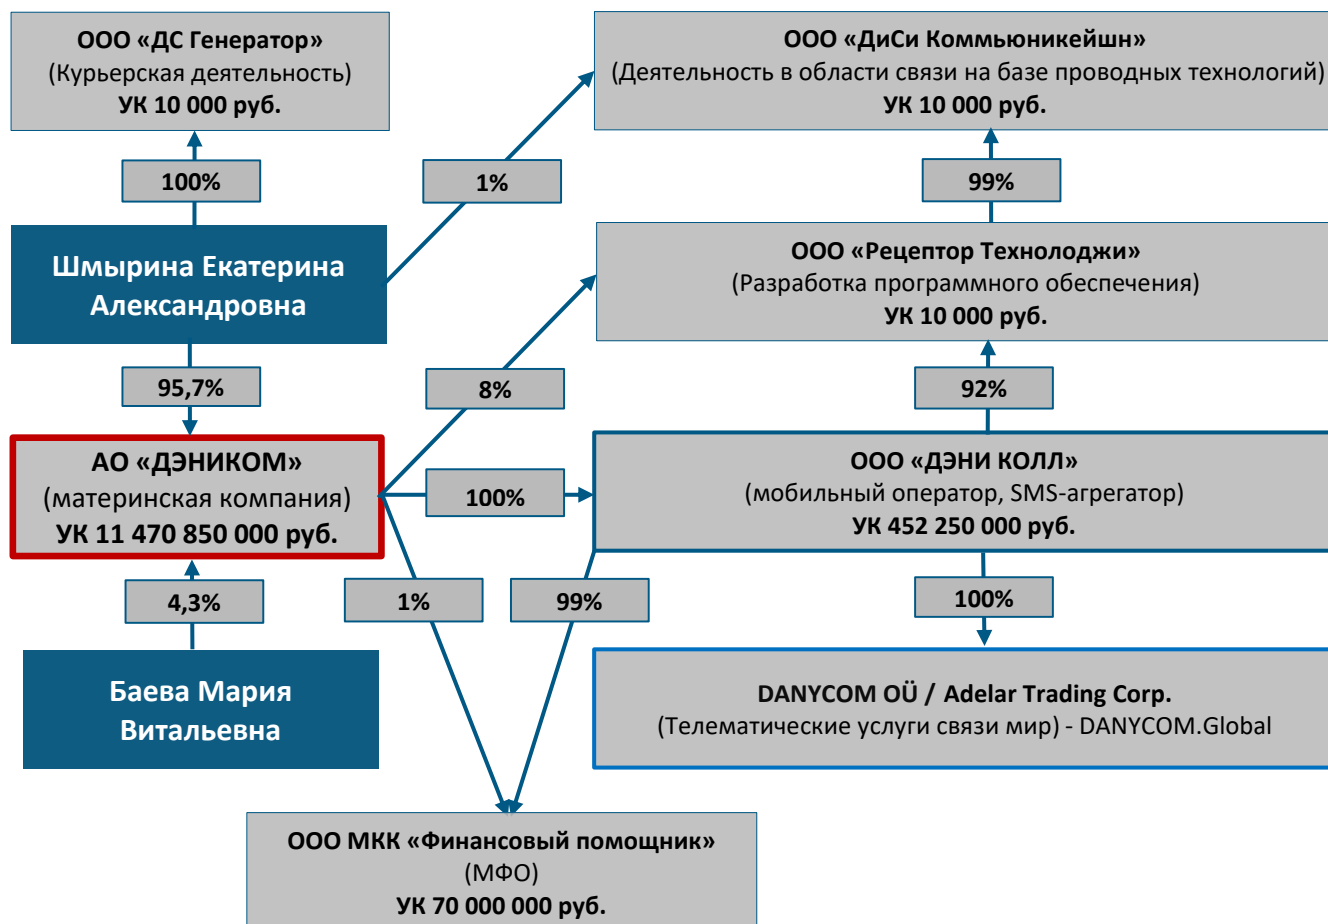 ООО «ДС Генератор»
(Курьерская деятельность)
УК 10 000 руб.
ООО «ДиСи Коммьюникейшн»
(Деятельность в области связи на базе проводных технологий)
УК 10 000 руб.
100%
1%
99%
Шмырина Екатерина
Александровна
ООО «Рецептор Технолоджи»
(Разработка программного обеспечения)
УК 10 000 руб.
95,7%
8%
92%
АО «ДЭНИКОМ»
(материнская компания)
УК 11 470 850 000 руб.
100%
ООО «ДЭНИ КОЛЛ»
(мобильный оператор, SMS-агрегатор)
УК 452 250 000 руб.
4,3%
1%
99%
100%
Баева Мария
Витальевна
DANYCOM OÜ / Adelar Trading Corp.
(Телематические услуги связи мир) - DANYCOM.Global
ООО МКК «Финансовый помощник»
(МФО)
УК 70 000 000 руб.